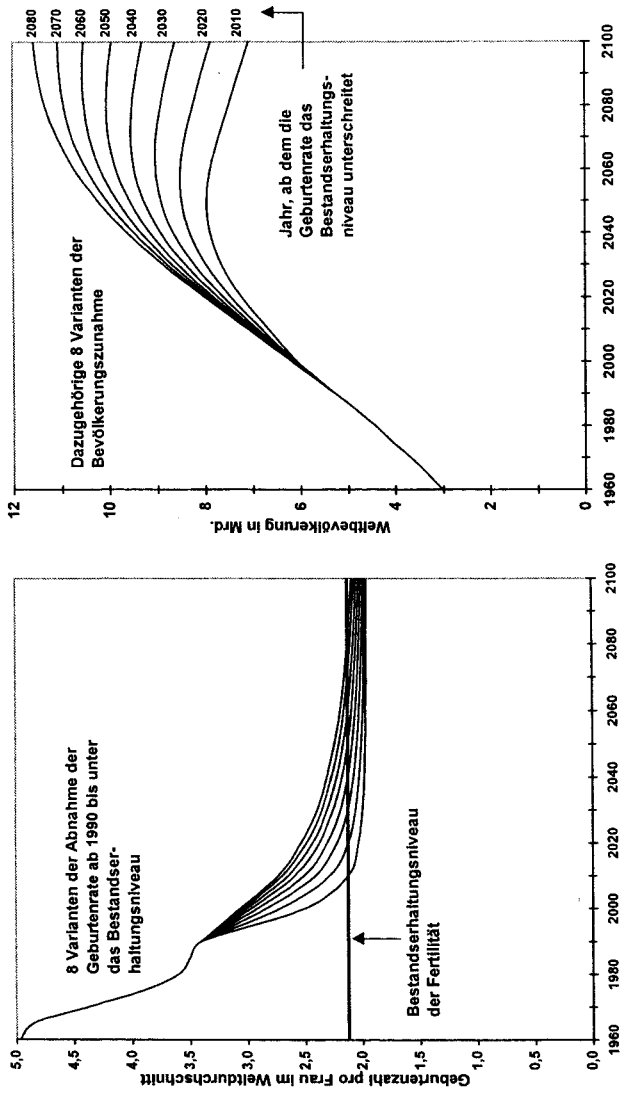 5,0
4,5
4,0
3,5
3,0
2,5
2,0
1,5
1,0
0,5
0,0
Geburtenzahl pro Frau im Weltdurchschnitt
8 Varianten der Abnahme der
Geburtenrate ab 1990 bis unter
das Bestandser-
haltungsniveau
Bestandserhaltungsniveau
der Fertilität
1960 1980 2000 2020 2040 2060 2080 2100
12
10
8
6
4
2
0
Weltbevölkerung in Mrd.
Dazugehörige 8 Varianten der
Bevölkerungszunahme
2080
2070
2060
2050
2040
2030
2020
2010
Jahr, ab dem die
Geburtenrate das
Bestandserhaltungs-
niveau unterschreitet
1960 1980 2000 2020 2040 2060 2080 2100